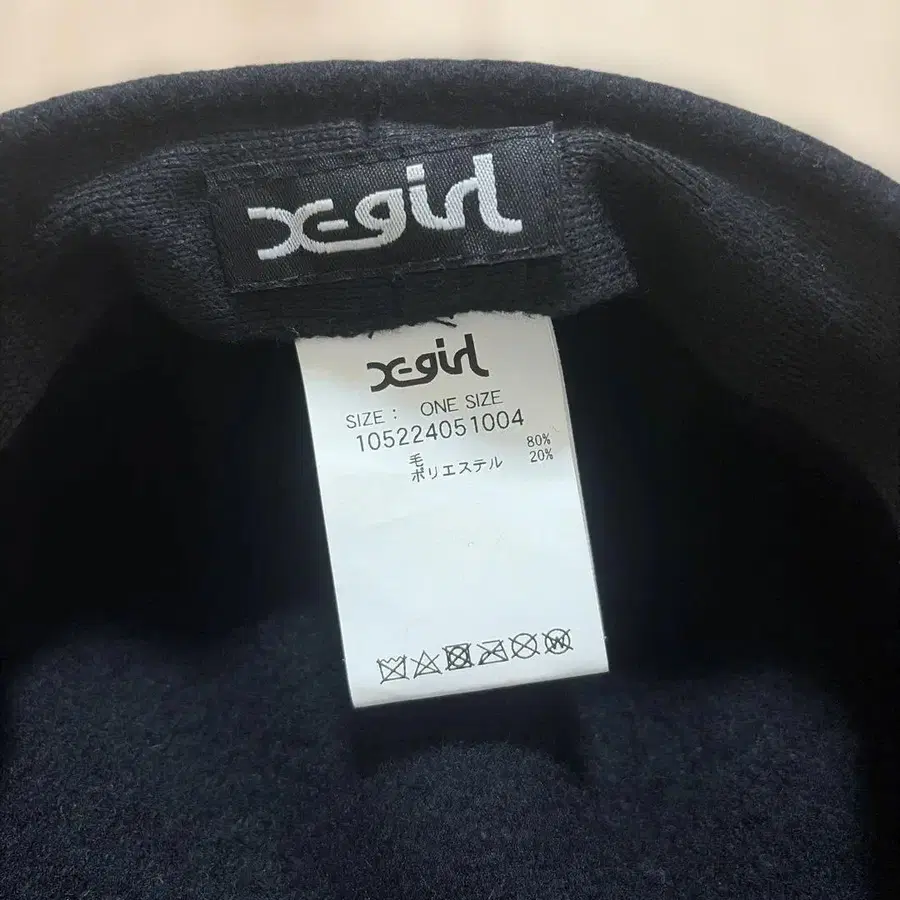 X-girl
X-girl
SIZE : ONE SIZE
105224051004
毛 80%
ポリエステル 20%
W